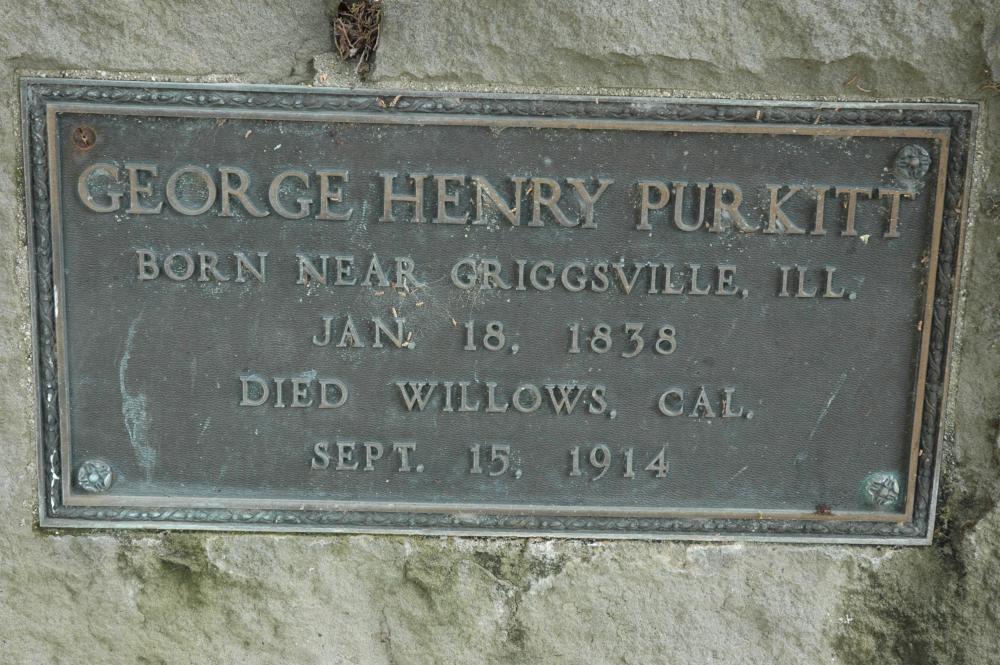 GEORGE HENRY PURKITT
BORN NEAR GRIGGSVILLE, ILL.
JAN. 18, 1838
DIED WILLOWS, CAL.
SEPT. 15, 1914